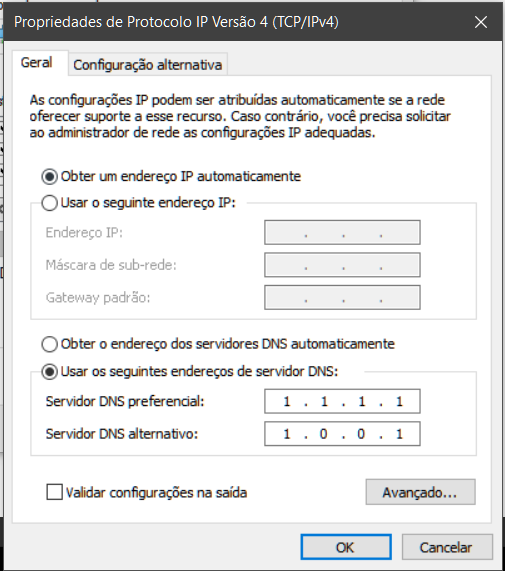 Propriedades de Protocolo IP Versão 4 (TCP/IPv4)
Geral
Configuração alternativa
As configurações IP podem ser atribuídas automaticamente se a rede
oferecer suporte a esse recurso. Caso contrário, você precisa solicitar
ao administrador de rede as configurações IP adequadas.
Obter um endereço IP automaticamente
Usar o seguinte endereço IP:
Endereço IP: . . .
Máscara de sub-rede: . . .
Gateway padrão: . . .
Obter o endereço dos servidores DNS automaticamente
Usar os seguintes endereços de servidor DNS:
Servidor DNS preferencial: 1 . 1 . 1 . 1
Servidor DNS alternativo: 1 . 0 . 0 . 1
Validar configurações na saída
Avançado...
OK
Cancelar